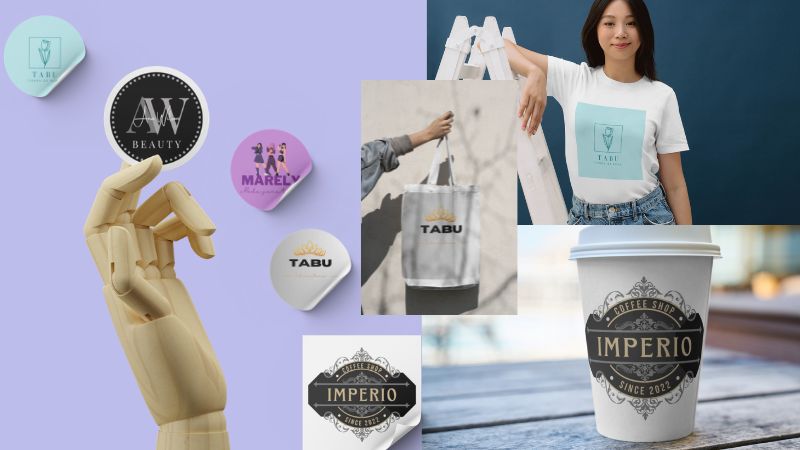 TABU
AW
BEAUTY
MARELY
TABU
COFFEE SHOP
IMPERIO
SINCE 2022
TABU
TABU
COFFEE SHOP
IMPERIO
SINCE 2022